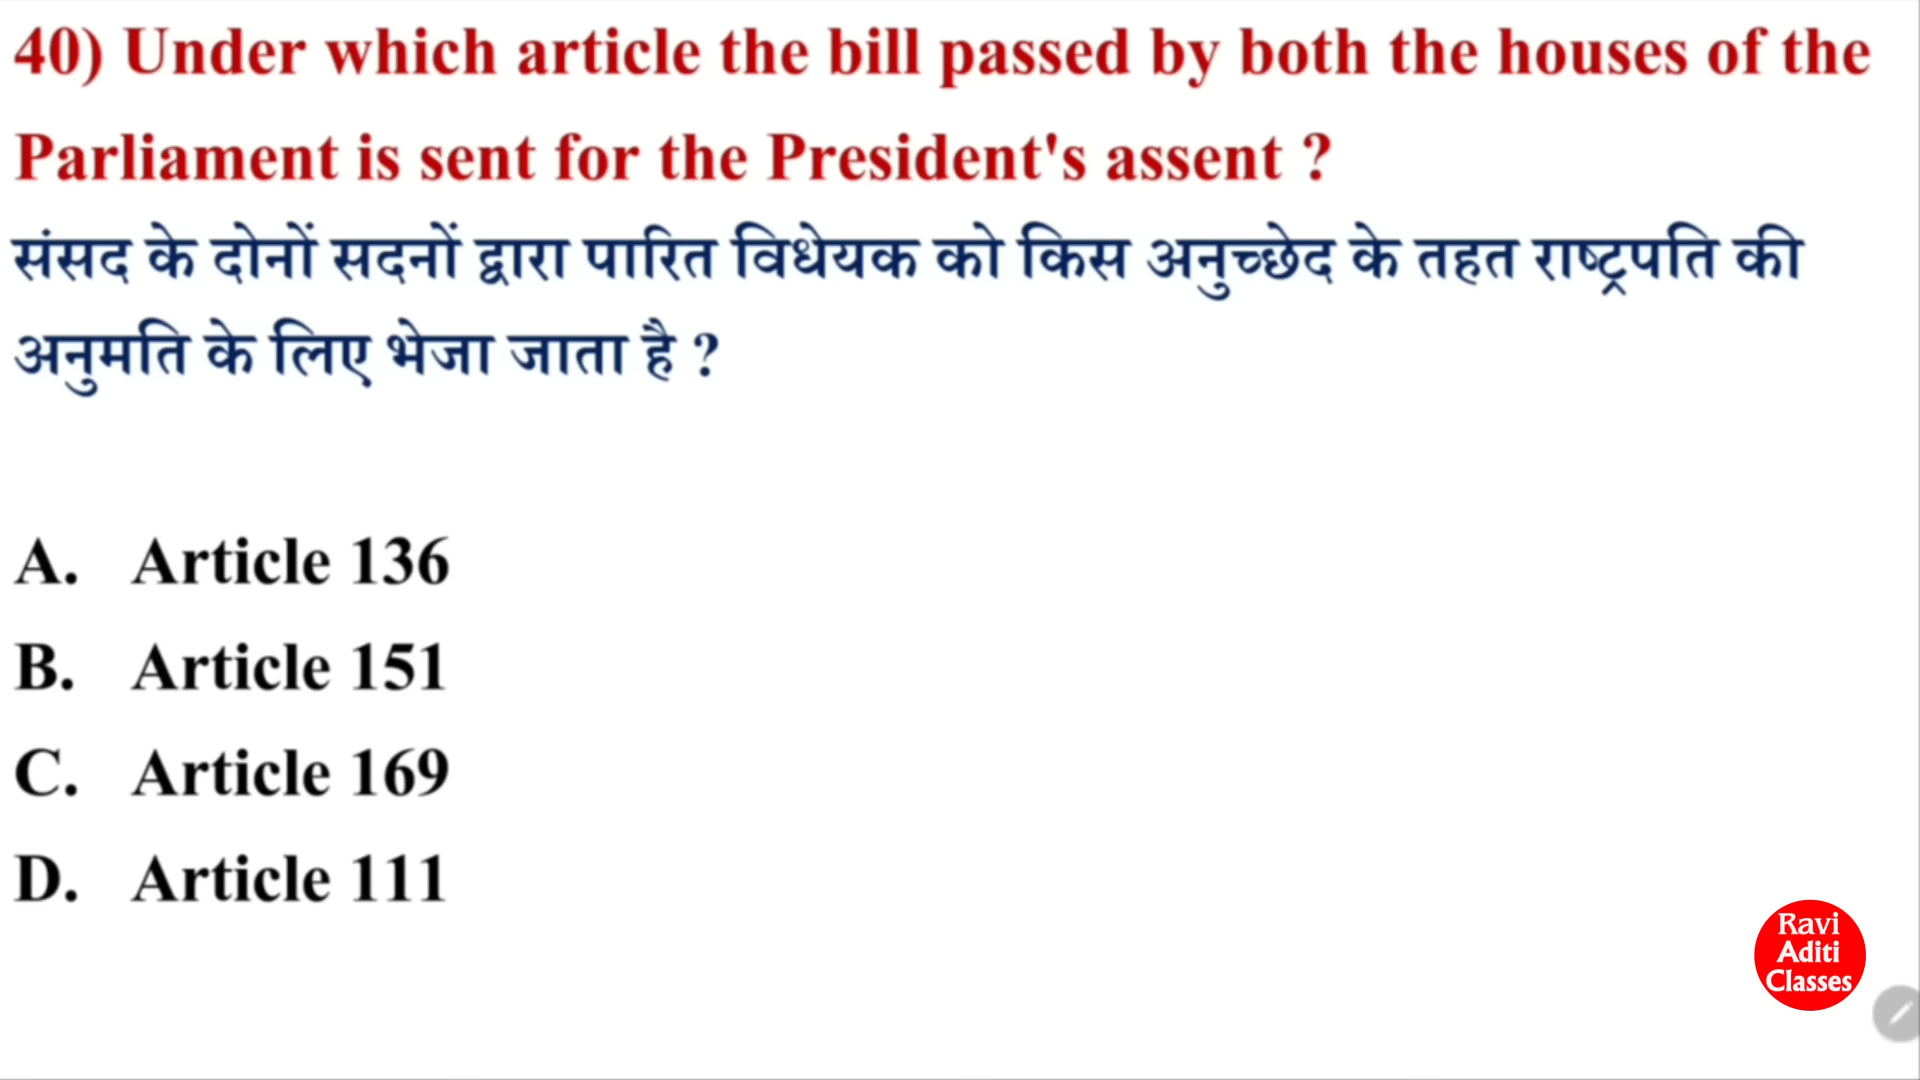 40) Under which article the bill passed by both the houses of the
Parliament is sent for the President's assent ?
संसद के दोनों सदनों द्वारा पारित विधेयक को किस अनुच्छेद के तहत राष्ट्रपति की
अनुमति के लिए भेजा जाता है ?
A. Article 136
B. Article 151
C. Article 169
D. Article 111
Ravi
Aditi
Classes